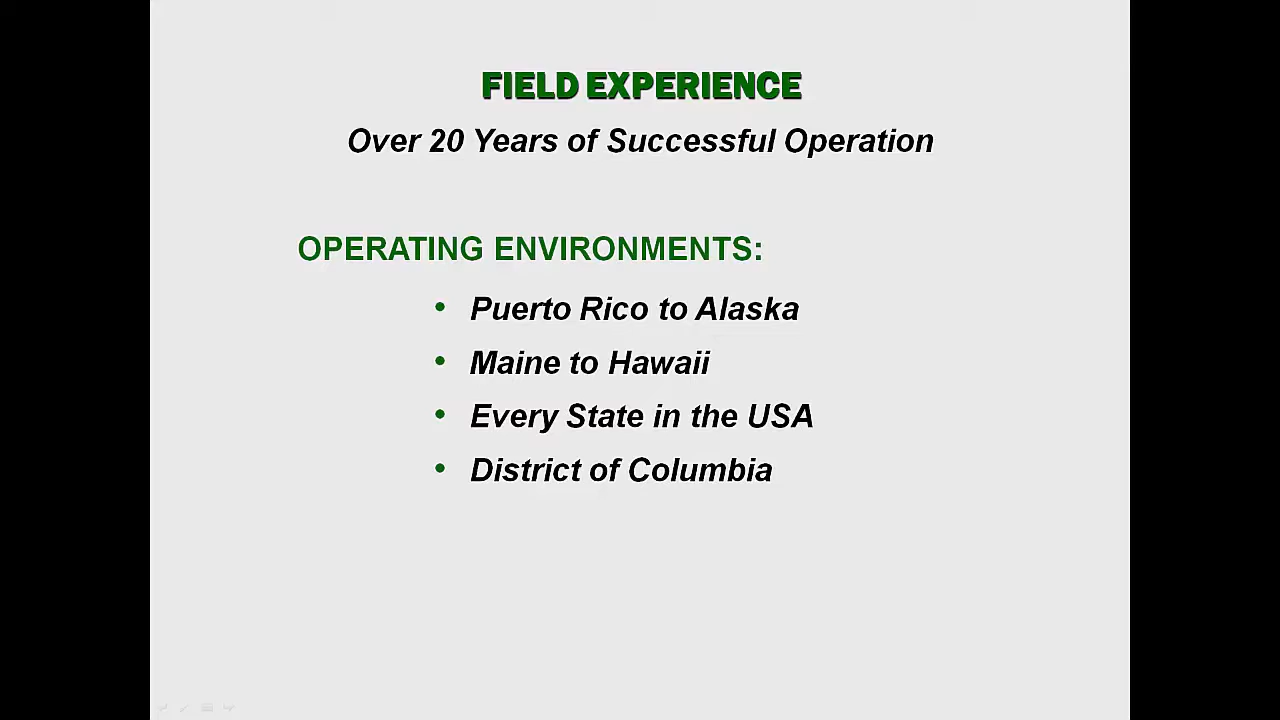 FIELD EXPERIENCE
Over 20 Years of Successful Operation
OPERATING ENVIRONMENTS:
• Puerto Rico to Alaska
• Maine to Hawaii
• Every State in the USA
• District of Columbia